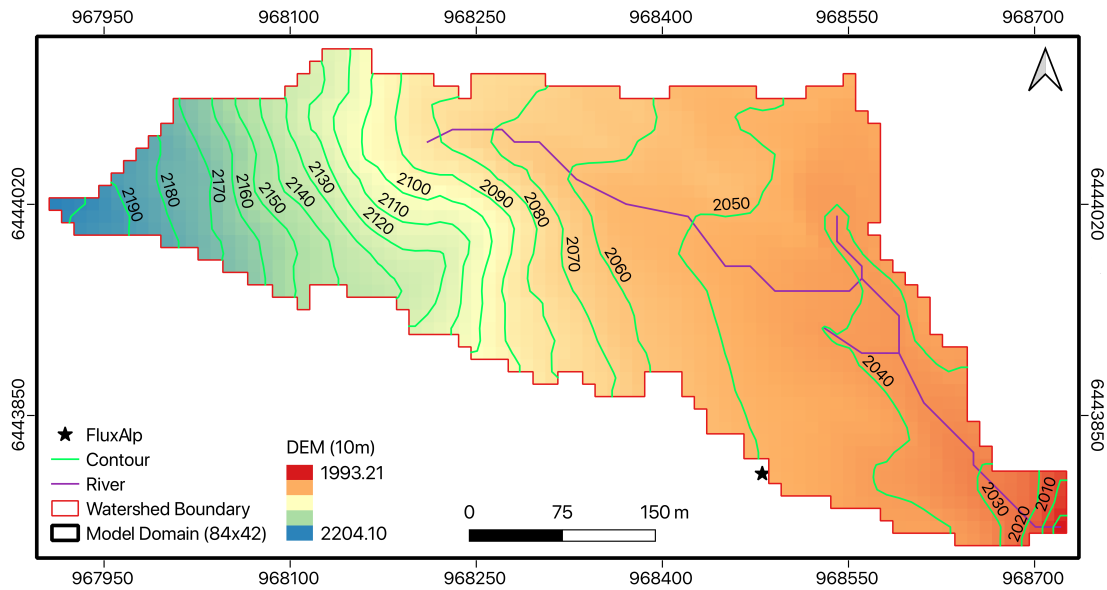 967950 968100 968250 968400 968550 968700
6444020
6443850
6444020
6443850
2190
2180
2170
2160
2150
2140
2130
2120
2110
2100
2090
2080
2070
2060
2050
2040
2030
2020
2010
FluxAlp
Contour
River
Watershed Boundary
Model Domain (84x42)
DEM (10m)
1993.21
2204.10
0 75 150 m
967950 968100 968250 968400 968550 968700